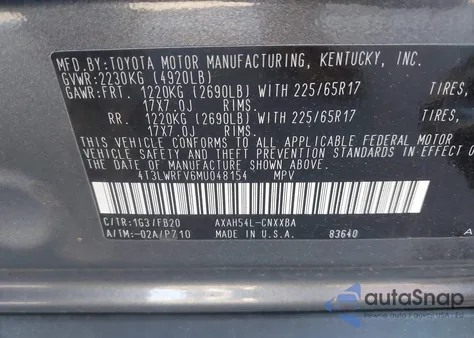 MFD.BY:TOYOTA MOTOR MANUFACTURING, KENTUCKY, INC.
GVWR:2230KG (4920LB)
GAWR:FRT. 1220KG (2690LB) WITH 225/65R17 TIRES,
17X7.0J RIMS.
RR. 1220KG (2690LB) WITH 225/65R17 TIRES,
17X7.0J RIMS.
THIS VEHICLE CONFORMS TO ALL APPLICABLE FEDERAL MOTOR
VEHICLE SAFETY STANDARDS IN EFFECT ON
THE DATE OF MANUFACTURE SHOWN ABOVE.
4T3LWRFV6MU048154 MPV
C/TR:1G3/FB20 AXAH54L-CNXXBA
A/TM:-02A/P710 MADE IN U.S.A. 83640 A
autoSnap